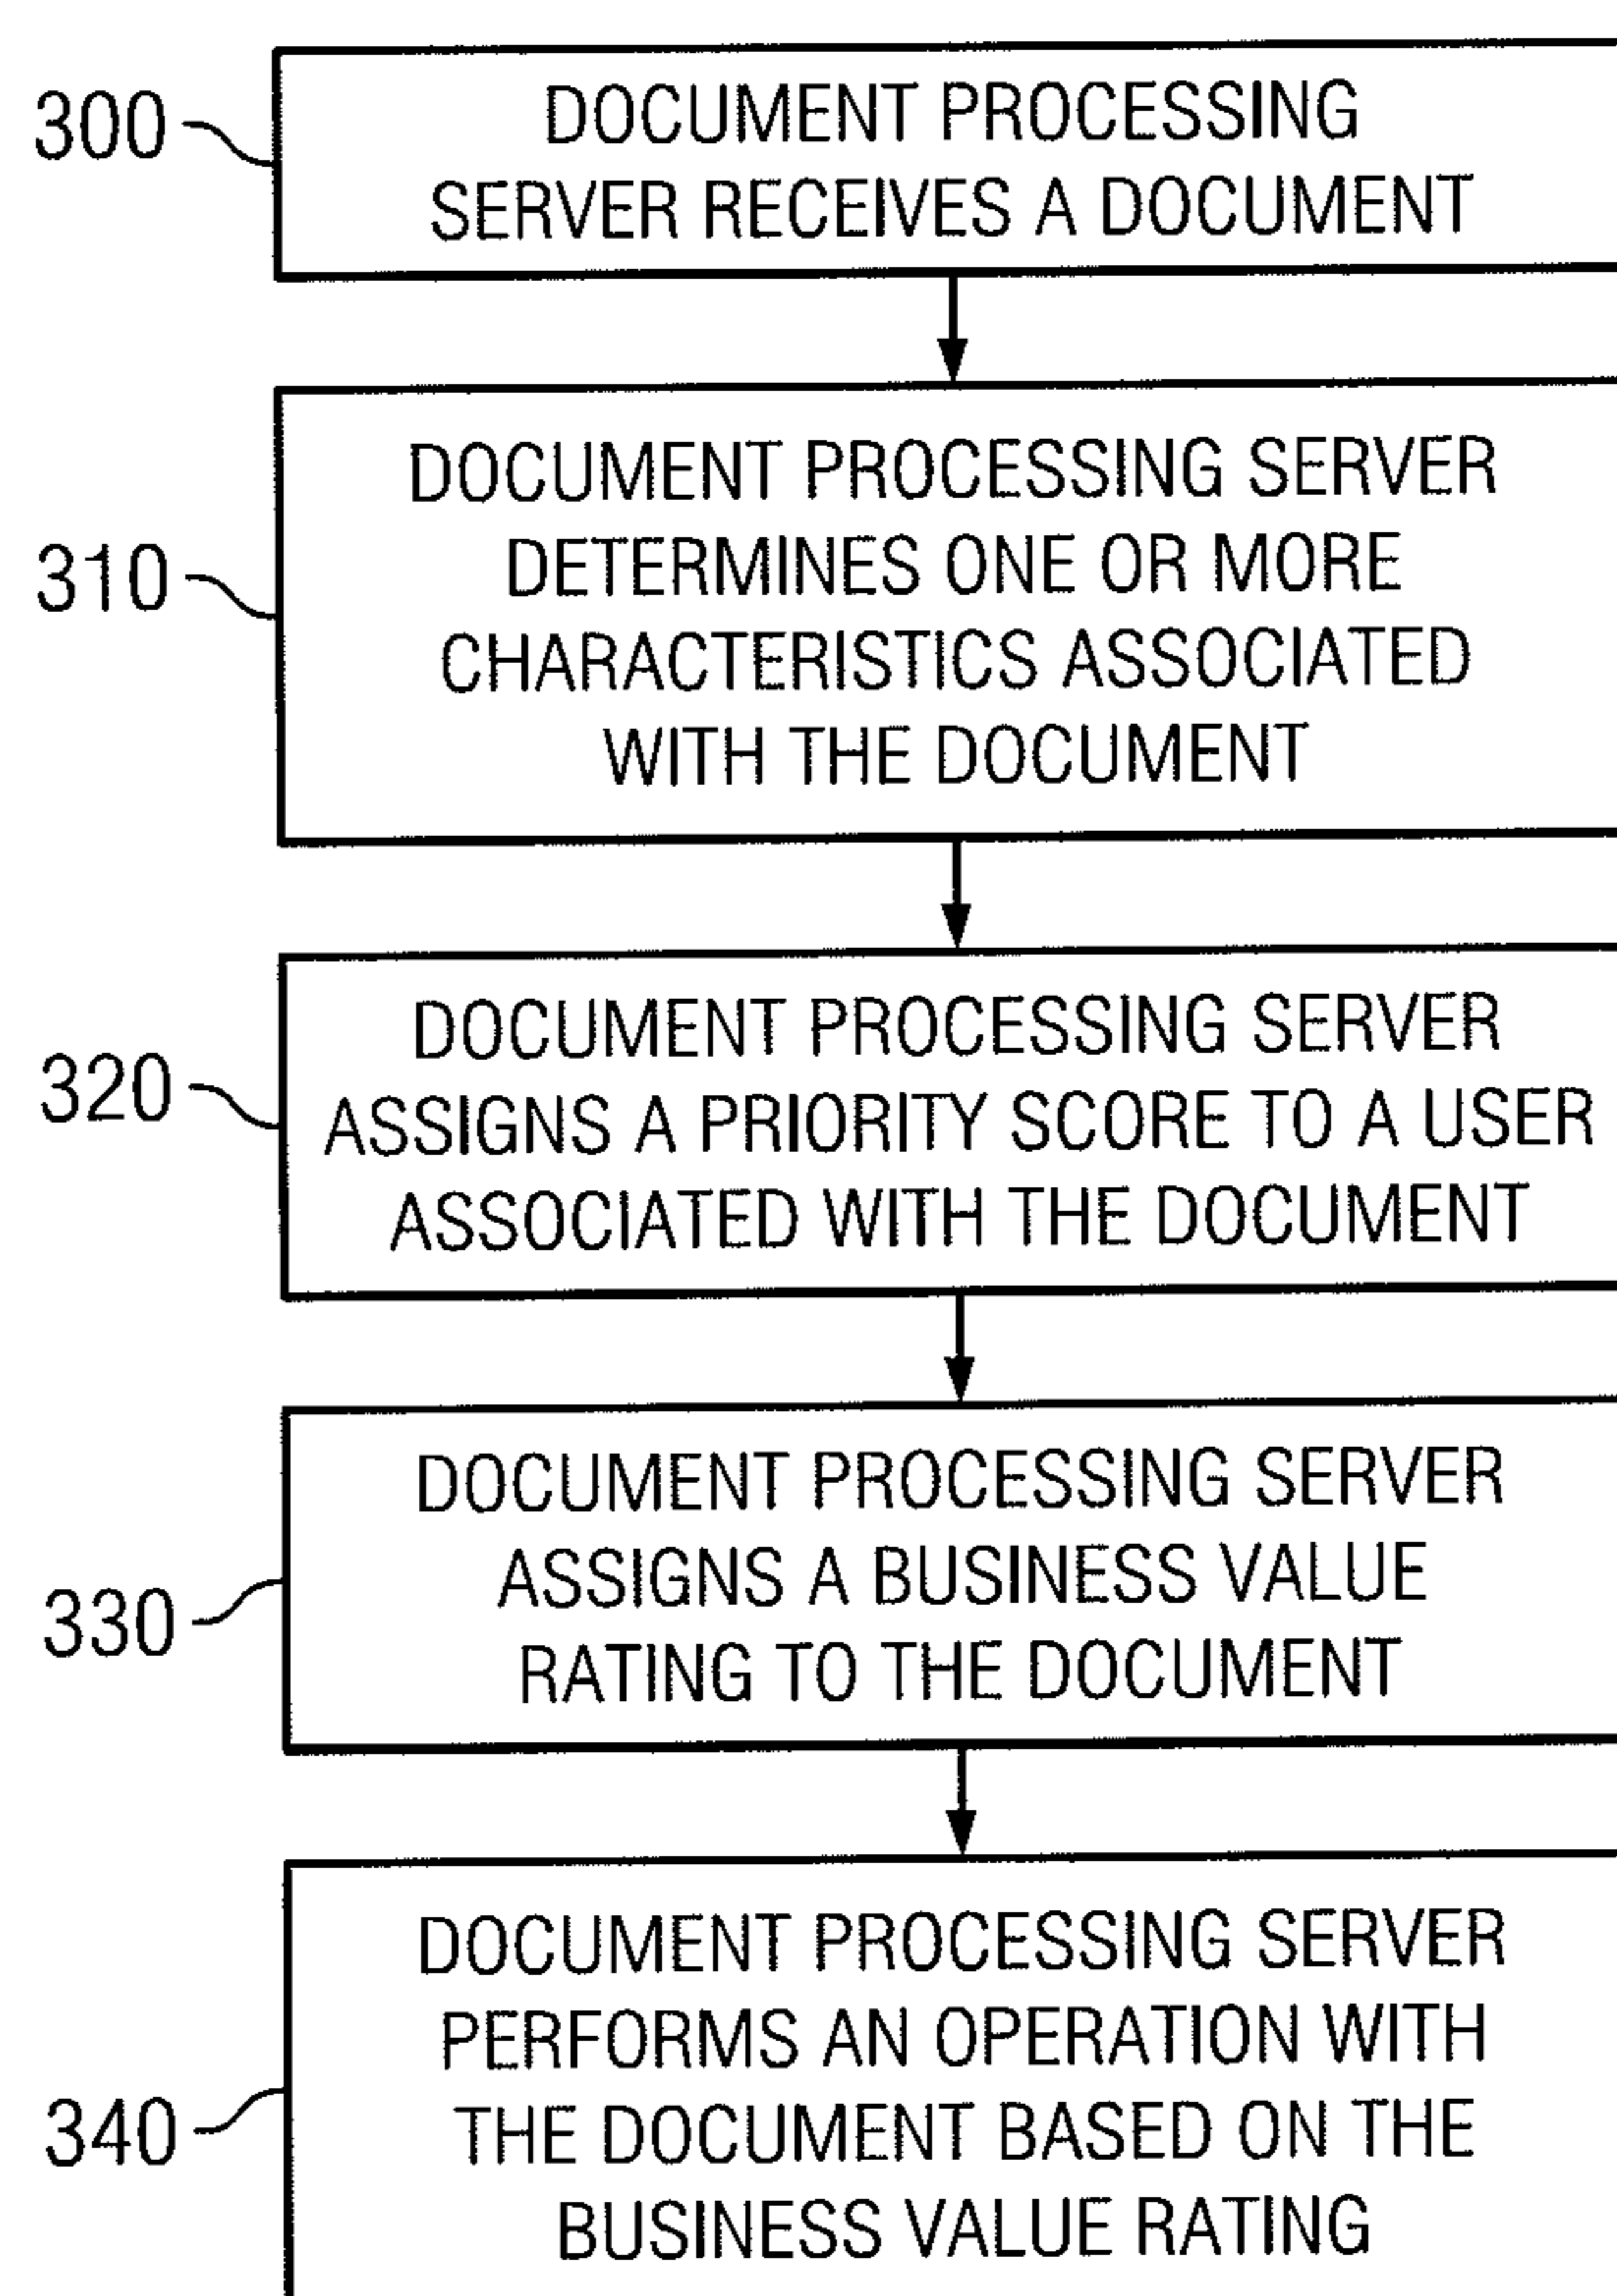 300
DOCUMENT PROCESSING
SERVER RECEIVES A DOCUMENT
310
DOCUMENT PROCESSING SERVER
DETERMINES ONE OR MORE
CHARACTERISTICS ASSOCIATED
WITH THE DOCUMENT
320
DOCUMENT PROCESSING SERVER
ASSIGNS A PRIORITY SCORE TO A USER
ASSOCIATED WITH THE DOCUMENT
330
DOCUMENT PROCESSING SERVER
ASSIGNS A BUSINESS VALUE
RATING TO THE DOCUMENT
340
DOCUMENT PROCESSING SERVER
PERFORMS AN OPERATION WITH
THE DOCUMENT BASED ON THE
BUSINESS VALUE RATING